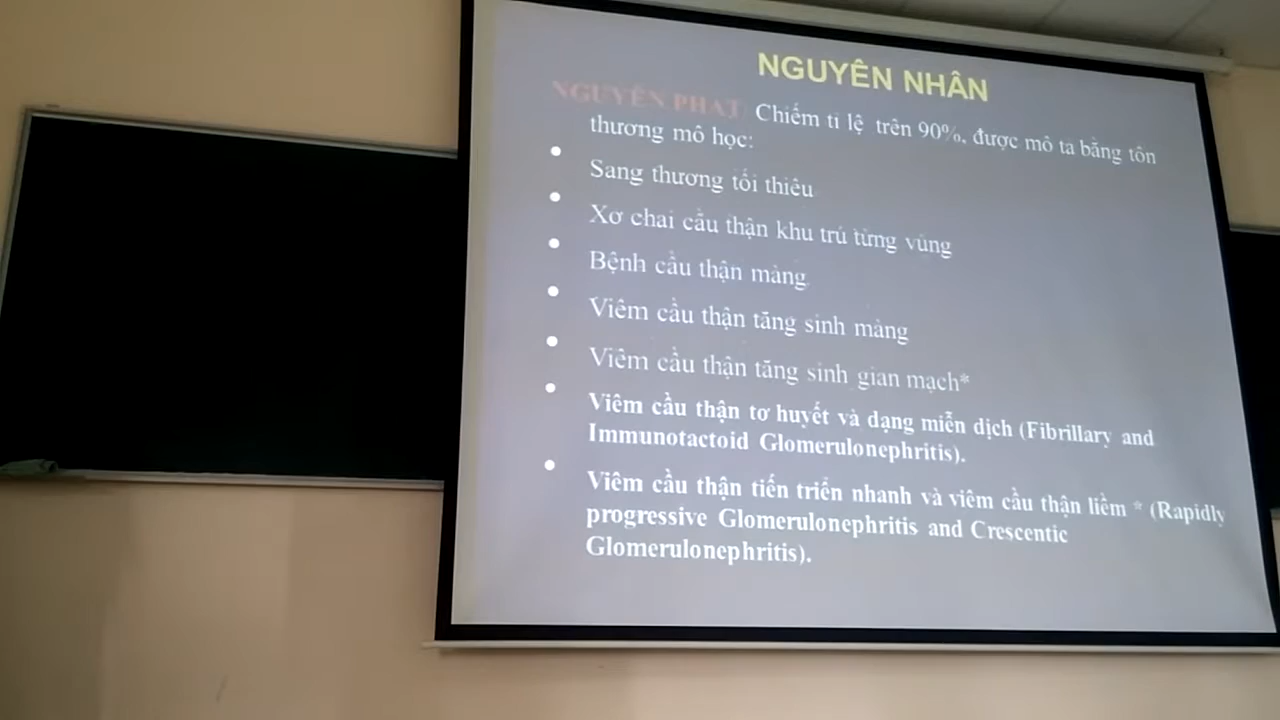 NGUYÊN NHÂN
NGUYÊN PHÁT: Chiếm tỉ lệ trên 90%, được mô tả bằng tổn
thương mô học:
Sang thương tối thiểu
Xơ chai cầu thận khu trú từng vùng
Bệnh cầu thận màng
Viêm cầu thận tăng sinh màng
Viêm cầu thận tăng sinh gian mạch*
Viêm cầu thận tơ huyết và dạng miễn dịch (Fibrillary and
Immunotactoid Glomerulonephritis).
Viêm cầu thận tiến triển nhanh và viêm cầu thận liềm * (Rapidly
progressive Glomerulonephritis and Crescentic
Glomerulonephritis).